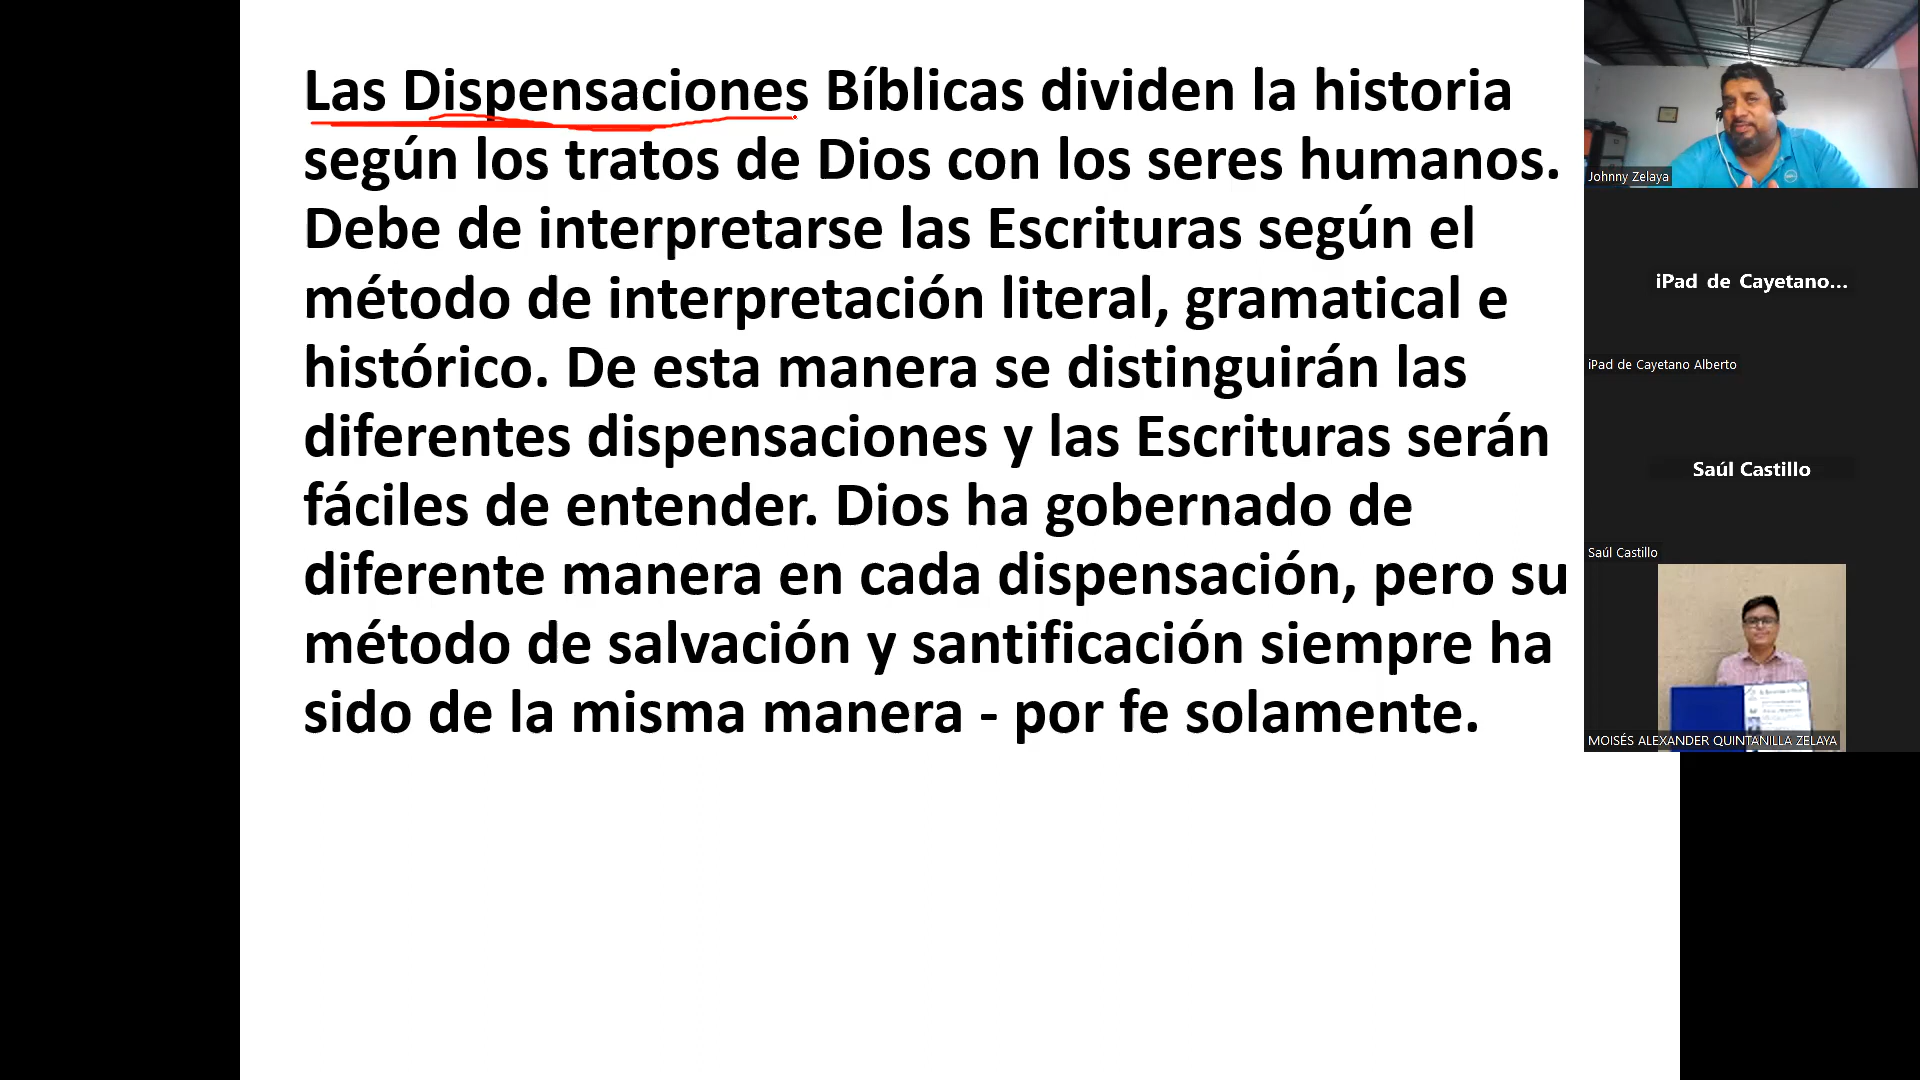 Las Dispensaciones Bíblicas dividen la historia
según los tratos de Dios con los seres humanos.
Debe de interpretarse las Escrituras según el
método de interpretación literal, gramatical e
histórico. De esta manera se distinguirán las
diferentes dispensaciones y las Escrituras serán
fáciles de entender. Dios ha gobernado de
diferente manera en cada dispensación, pero su
método de salvación y santificación siempre ha
sido de la misma manera - por fe solamente.
Johnny Zelaya
iPad de Cayetano...
iPad de Cayetano Alberto
Saúl Castillo
Saúl Castillo
MOISÉS ALEXANDER QUINTANILLA ZELAYA